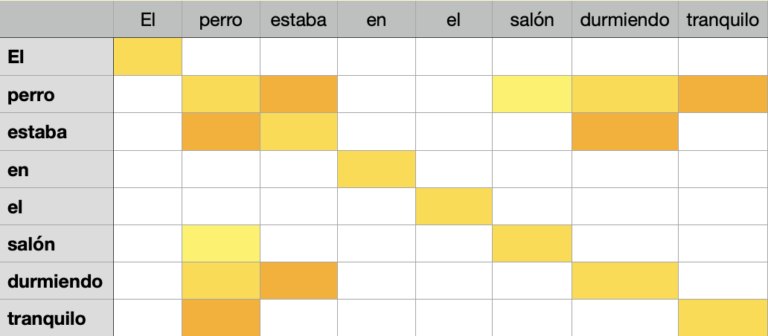 El perro estaba en el salón durmiendo tranquilo
El
perro
estaba
en
el
salón
durmiendo
tranquilo